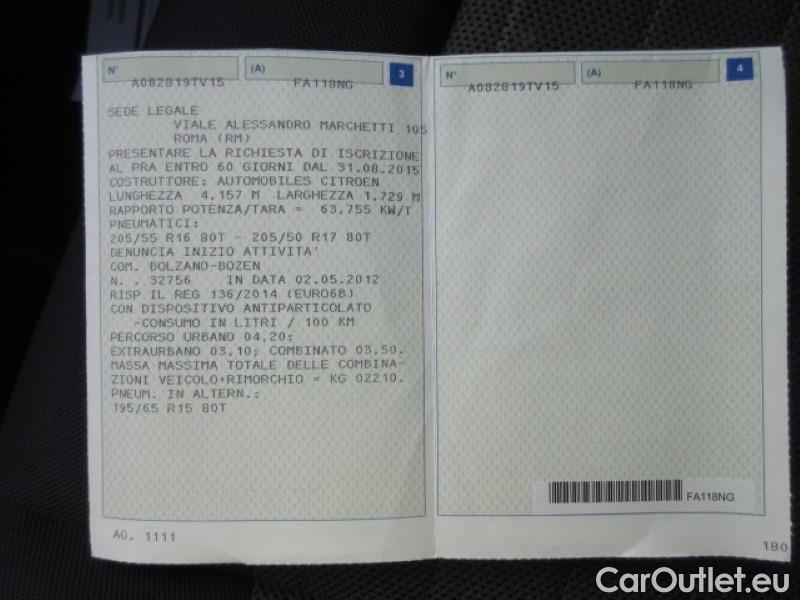 N° (A) 3
A082819TV15 FA118NG
SEDE LEGALE
VIALE ALESSANDRO MARCHETTI 105
ROMA (RM)
PRESENTARE LA RICHIESTA DI ISCRIZIONE
AL PRA ENTRO 60 GIORNI DAL 31.08.2015
COSTRUTTORE: AUTOMOBILES CITROEN
LUNGHEZZA 4,157 M LARGHEZZA 1,729 M
RAPPORTO POTENZA/TARA = 63,755 KW/T
PNEUMATICI:
205/55 R16 80T - 205/50 R17 80T
DENUNCIA INIZIO ATTIVITA'
COM. BOLZANO-BOZEN
N. . 32756 IN DATA 02.05.2012
RISP IL REG 136/2014 (EURO6B)
CON DISPOSITIVO ANTIPARTICOLATO
-CONSUMO IN LITRI / 100 KM
PERCORSO URBANO 04,20;
EXTRAURBANO 03,10; COMBINATO 03,50.
MASSA MASSIMA TOTALE DELLE COMBINA-
ZIONI VEICOLO+RIMORCHIO = KG 02210.
PNEUM. IN ALTERN.:
195/65 R15 80T
AG. 1111
N° (A) 4
A082819TV15 FA118NG
FA118NG
180
CarOutlet.eu